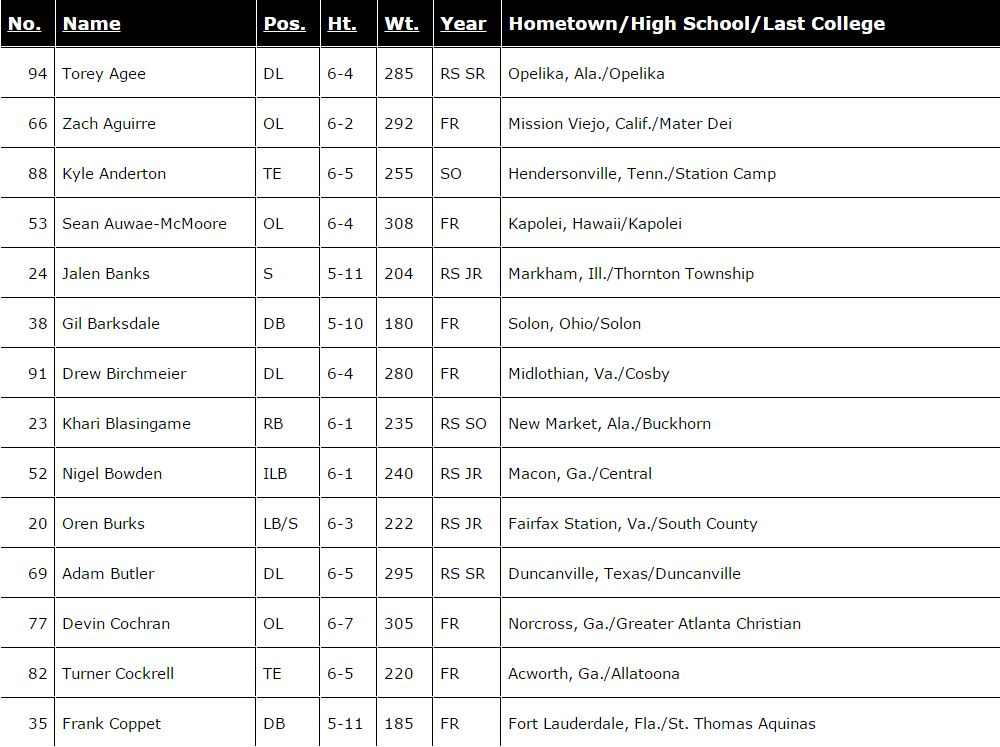 No. Name Pos. Ht. Wt. Year Hometown/High School/Last College
94 Torey Agee DL 6-4 285 RS SR Opelika, Ala./Opelika
66 Zach Aguirre OL 6-2 292 FR Mission Viejo, Calif./Mater Dei
88 Kyle Anderton TE 6-5 255 SO Hendersonville, Tenn./Station Camp
53 Sean Auwae-McMoore OL 6-4 308 FR Kapolei, Hawaii/Kapolei
24 Jalen Banks S 5-11 204 RS JR Markham, Ill./Thornton Township
38 Gil Barksdale DB 5-10 180 FR Solon, Ohio/Solon
91 Drew Birchmeier DL 6-4 280 FR Midlothian, Va./Cosby
23 Khari Blasingame RB 6-1 235 RS SO New Market, Ala./Buckhorn
52 Nigel Bowden ILB 6-1 240 RS JR Macon, Ga./Central
20 Oren Burks LB/S 6-3 222 RS JR Fairfax Station, Va./South County
69 Adam Butler DL 6-5 295 RS SR Duncanville, Texas/Duncanville
77 Devin Cochran OL 6-7 305 FR Norcross, Ga./Greater Atlanta Christian
82 Turner Cockrell TE 6-5 220 FR Acworth, Ga./Allatoona
35 Frank Coppet DB 5-11 185 FR Fort Lauderdale, Fla./St. Thomas Aquinas